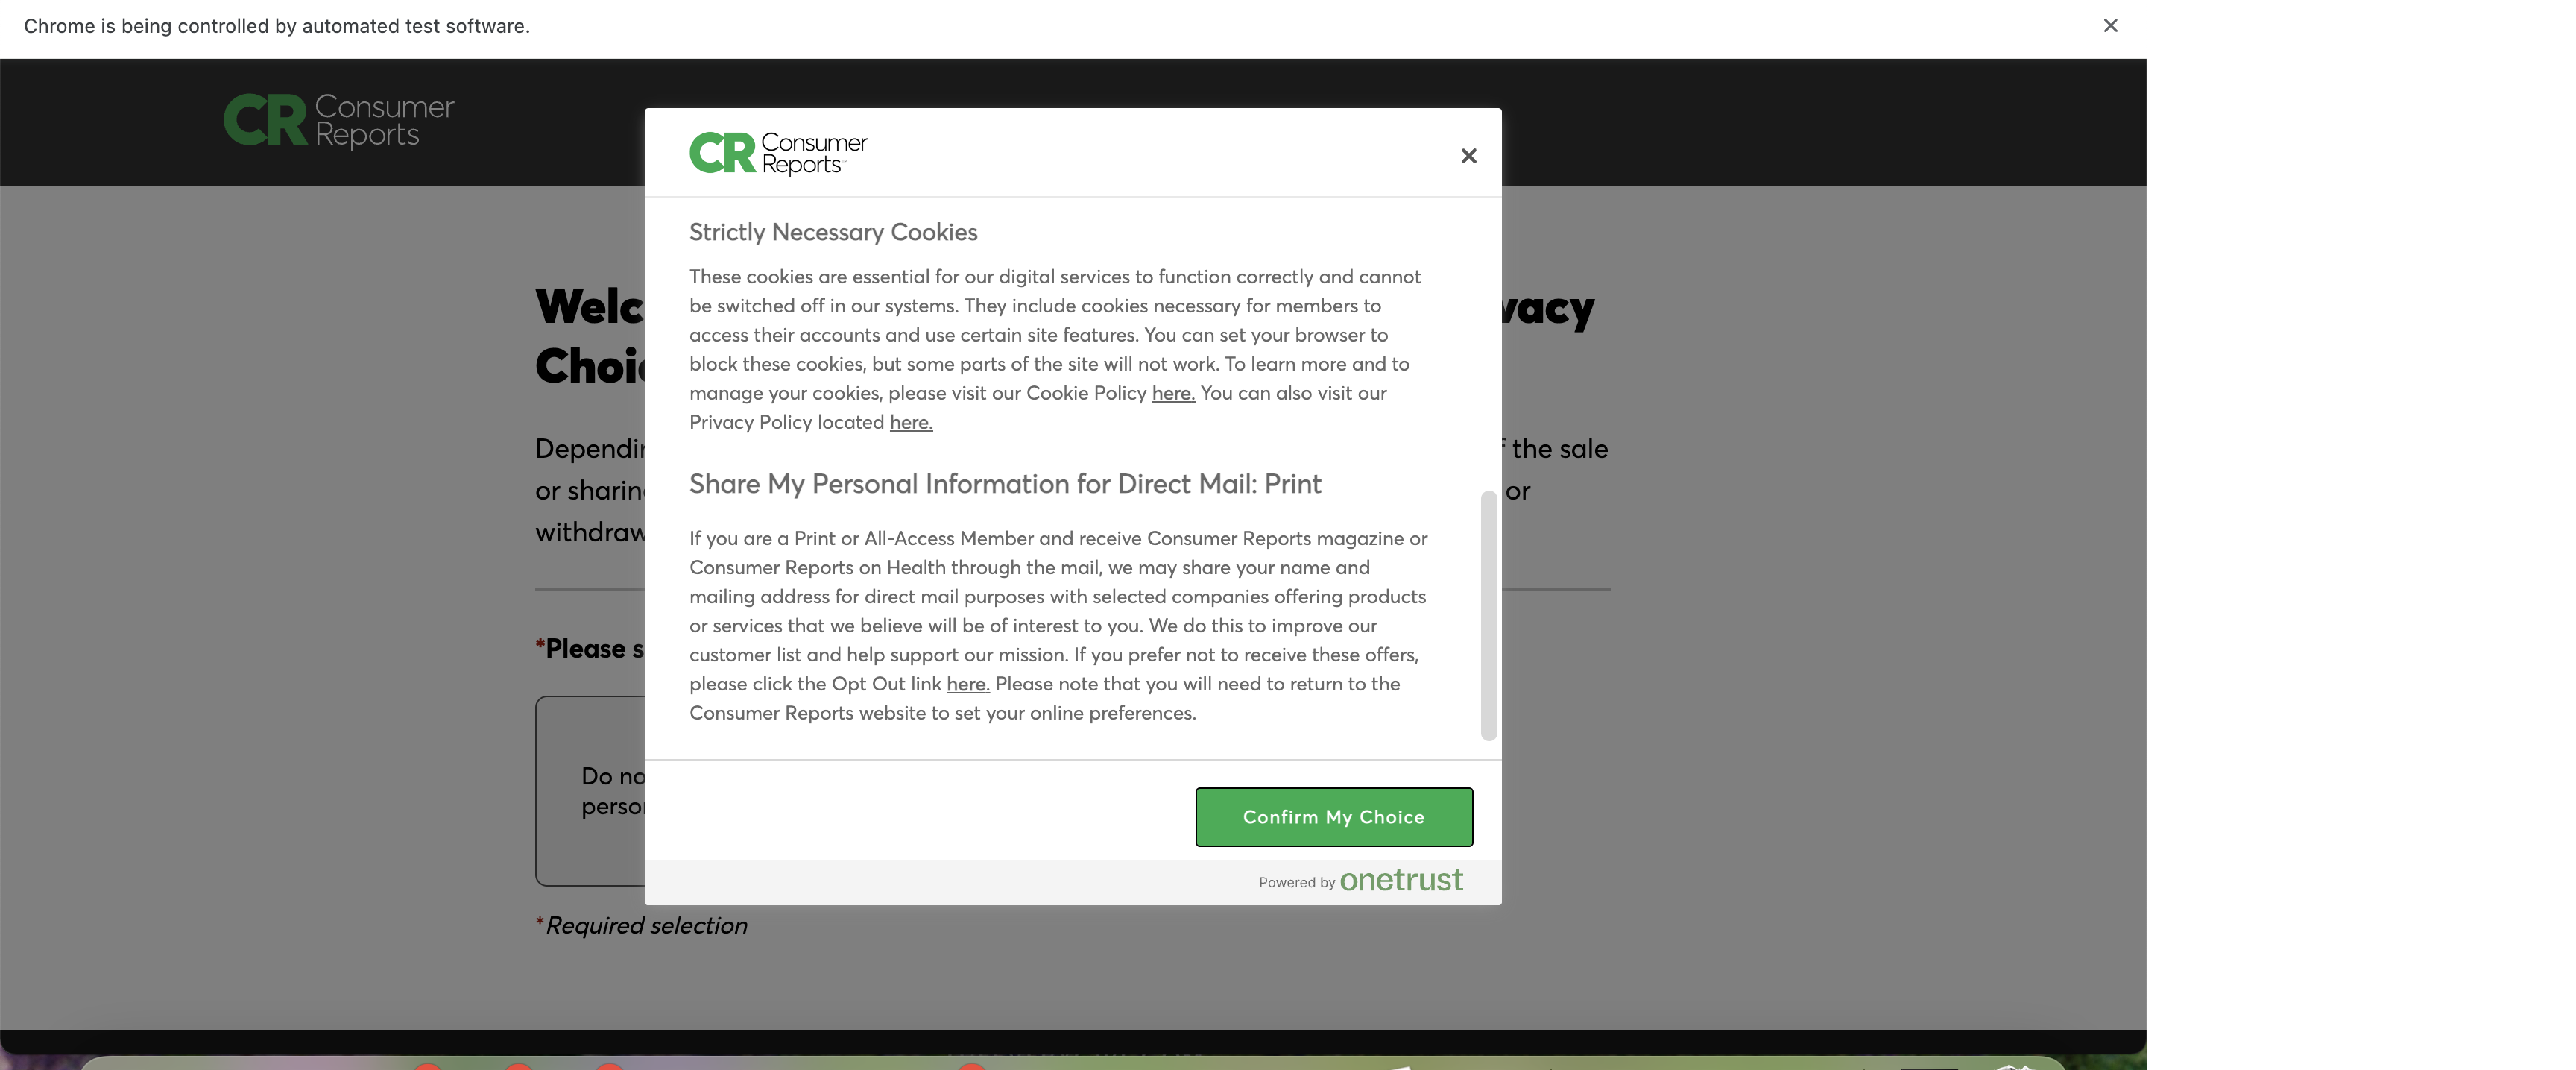 Chrome is being controlled by automated test software.
CR Consumer
Reports
CR Consumer
Reports™
Strictly Necessary Cookies
These cookies are essential for our digital services to function correctly and cannot
be switched off in our systems. They include cookies necessary for members to
access their accounts and use certain site features. You can set your browser to
block these cookies, but some parts of the site will not work. To learn more and to
manage your cookies, please visit our Cookie Policy here. You can also visit our
Privacy Policy located here.
Share My Personal Information for Direct Mail: Print
If you are a Print or All-Access Member and receive Consumer Reports magazine or
Consumer Reports on Health through the mail, we may share your name and
mailing address for direct mail purposes with selected companies offering products
or services that we believe will be of interest to you. We do this to improve our
customer list and help support our mission. If you prefer not to receive these offers,
please click the Opt Out link here. Please note that you will need to return to the
Consumer Reports website to set your online preferences.
Confirm My Choice
Powered by onetrust
the sale
or
or
*Please
Do
*Required selection